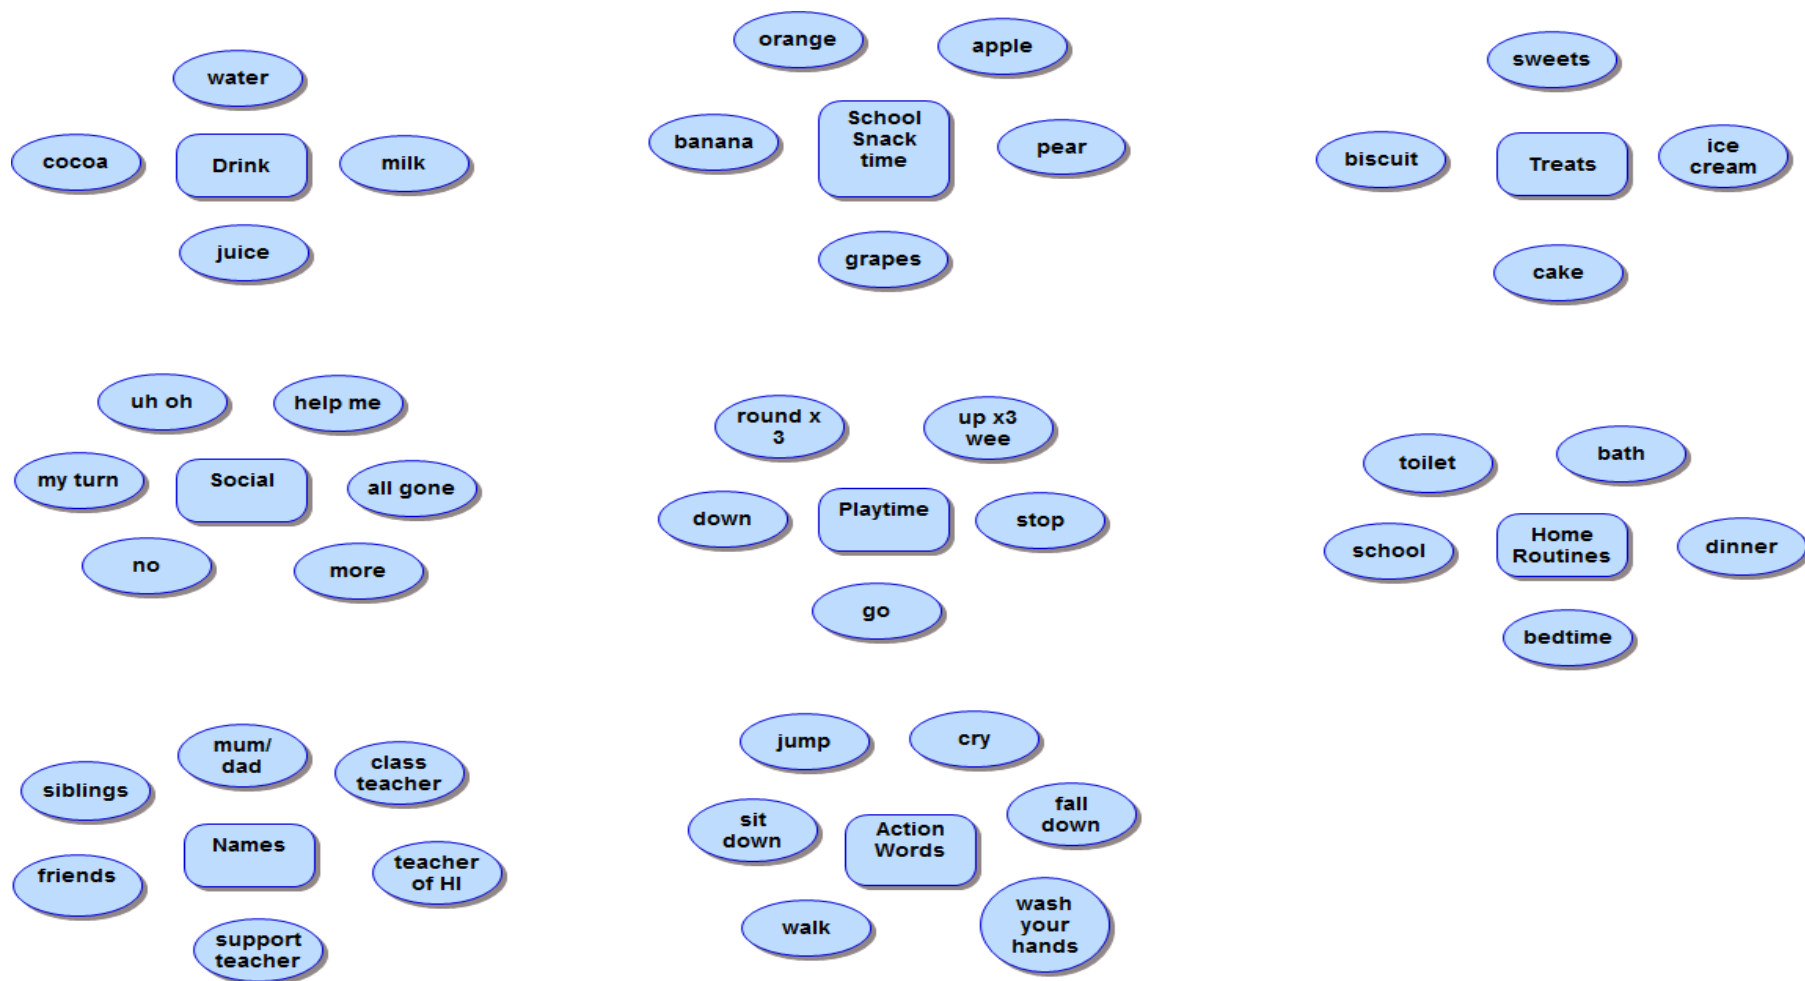 water
cocoa
Drink
milk
juice
orange
apple
banana
School
Snack
time
pear
grapes
sweets
biscuit
Treats
ice
cream
cake
uh oh
help me
my turn
Social
all gone
no
more
round x
3
up x3
wee
down
Playtime
stop
go
toilet
bath
school
Home
Routines
dinner
bedtime
mum/
dad
siblings
class
teacher
Names
friends
teacher
of HI
support
teacher
jump
cry
sit
down
Action
Words
fall
down
walk
wash
your
hands